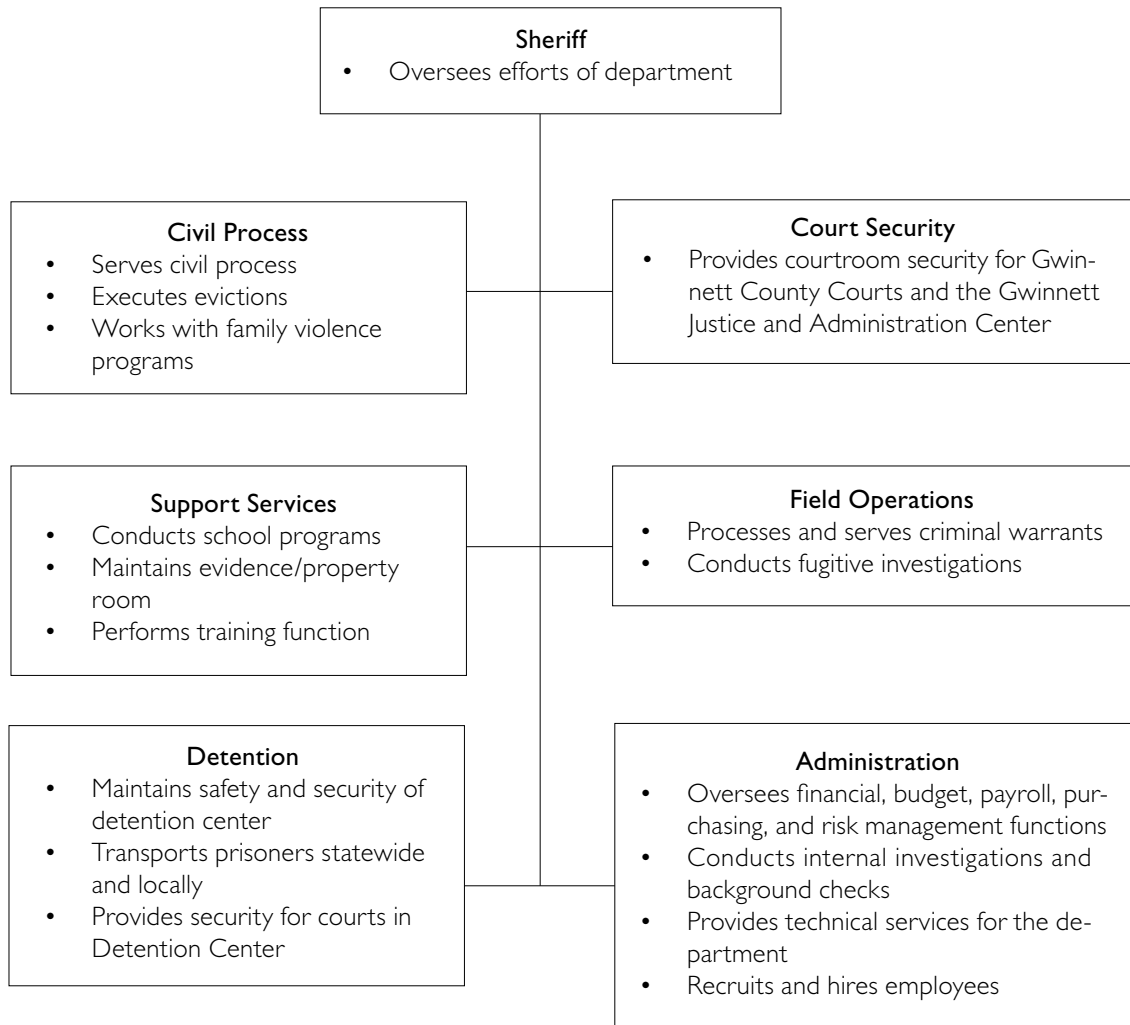 Sheriff
• Oversees efforts of department
Civil Process
• Serves civil process
• Executes evictions
• Works with family violence
programs
Court Security
• Provides courtroom security for Gwin-
nett County Courts and the Gwinnett
Justice and Administration Center
Support Services
• Conducts school programs
• Maintains evidence/property
room
• Performs training function
Field Operations
• Processes and serves criminal warrants
• Conducts fugitive investigations
Detention
• Maintains safety and security of
detention center
• Transports prisoners statewide
and locally
• Provides security for courts in
Detention Center
Administration
• Oversees financial, budget, payroll, pur-
chasing, and risk management functions
• Conducts internal investigations and
background checks
• Provides technical services for the de-
partment
• Recruits and hires employees